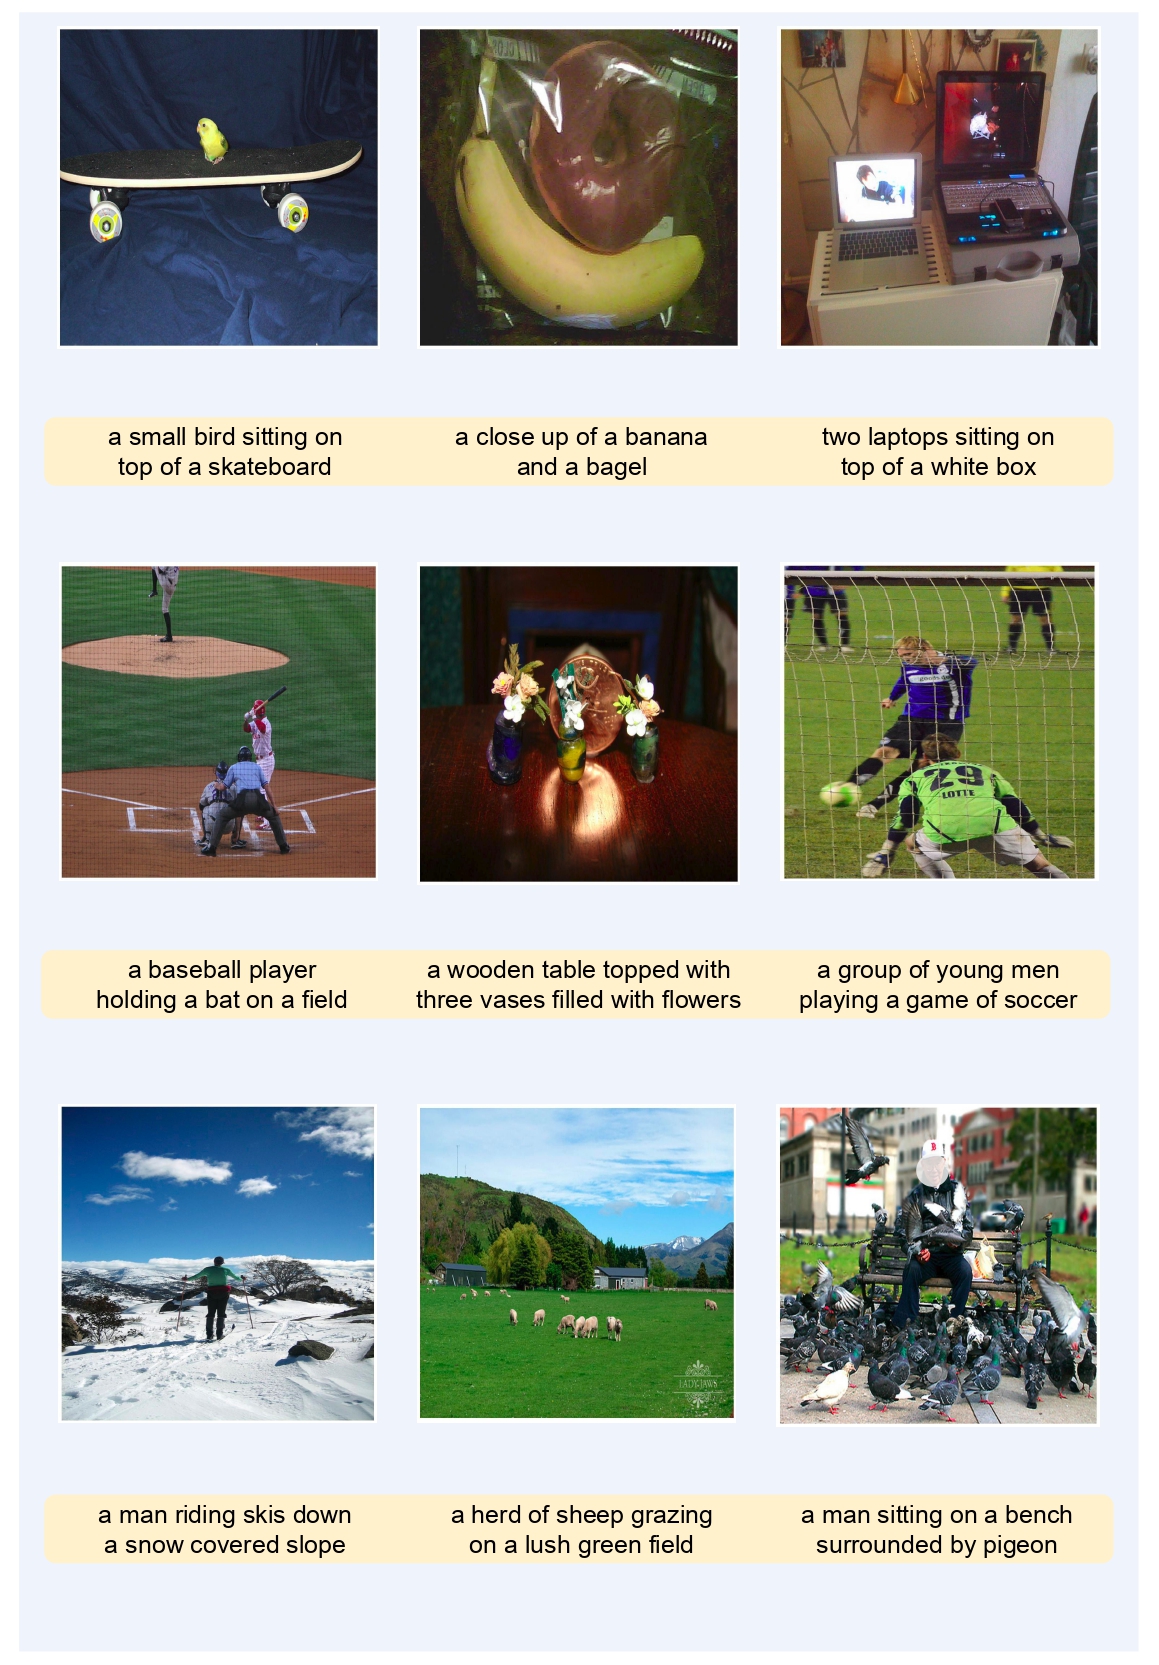 a small bird sitting on
top of a skateboard
a close up of a banana
and a bagel
two laptops sitting on
top of a white box
29
LOTTE
a baseball player
holding a bat on a field
a wooden table topped with
three vases filled with flowers
a group of young men
playing a game of soccer
B
LADY JAWS
a man riding skis down
a snow covered slope
a herd of sheep grazing
on a lush green field
a man sitting on a bench
surrounded by pigeon